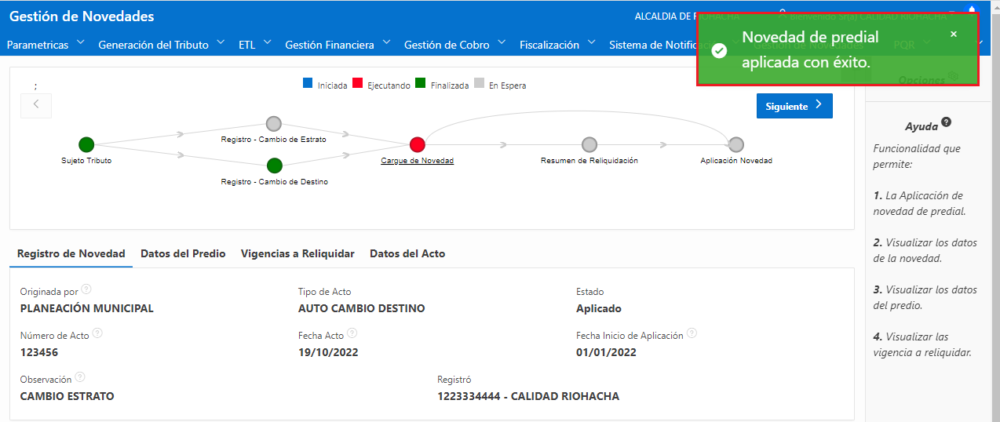 Gestión de Novedades
ALCALDIA DE RIOHACHA
Bienvenido Sr(a) CALIDAD RIOHACHA
Parametricas
Generación del Tributo
ETL
Gestión Financiera
Gestión de Cobro
Fiscalización
Sistema de Notificac
Gestión de Novedades
PQR
Novedad de predial
aplicada con éxito.
;
Iniciada
Ejecutando
Finalizada
En Espera
Opciones
Siguiente
Sujeto Tributo
Registro - Cambio de Estrato
Registro - Cambio de Destino
Cargue de Novedad
Resumen de Reliquidación
Aplicación Novedad
Ayuda
Funcionalidad que
permite:
1. La Aplicación de
novedad de predial.
2. Visualizar los datos
de la novedad.
3. Visualizar los datos
del predio.
4. Visualizar las
vigencia a reliquidar.
Registro de Novedad
Datos del Predio
Vigencias a Reliquidar
Datos del Acto
Originada por
PLANEACIÓN MUNICIPAL
Tipo de Acto
AUTO CAMBIO DESTINO
Estado
Aplicado
Número de Acto
123456
Fecha Acto
19/10/2022
Fecha Inicio de Aplicación
01/01/2022
Observación
CAMBIO ESTRATO
Registró
1223334444 - CALIDAD RIOHACHA